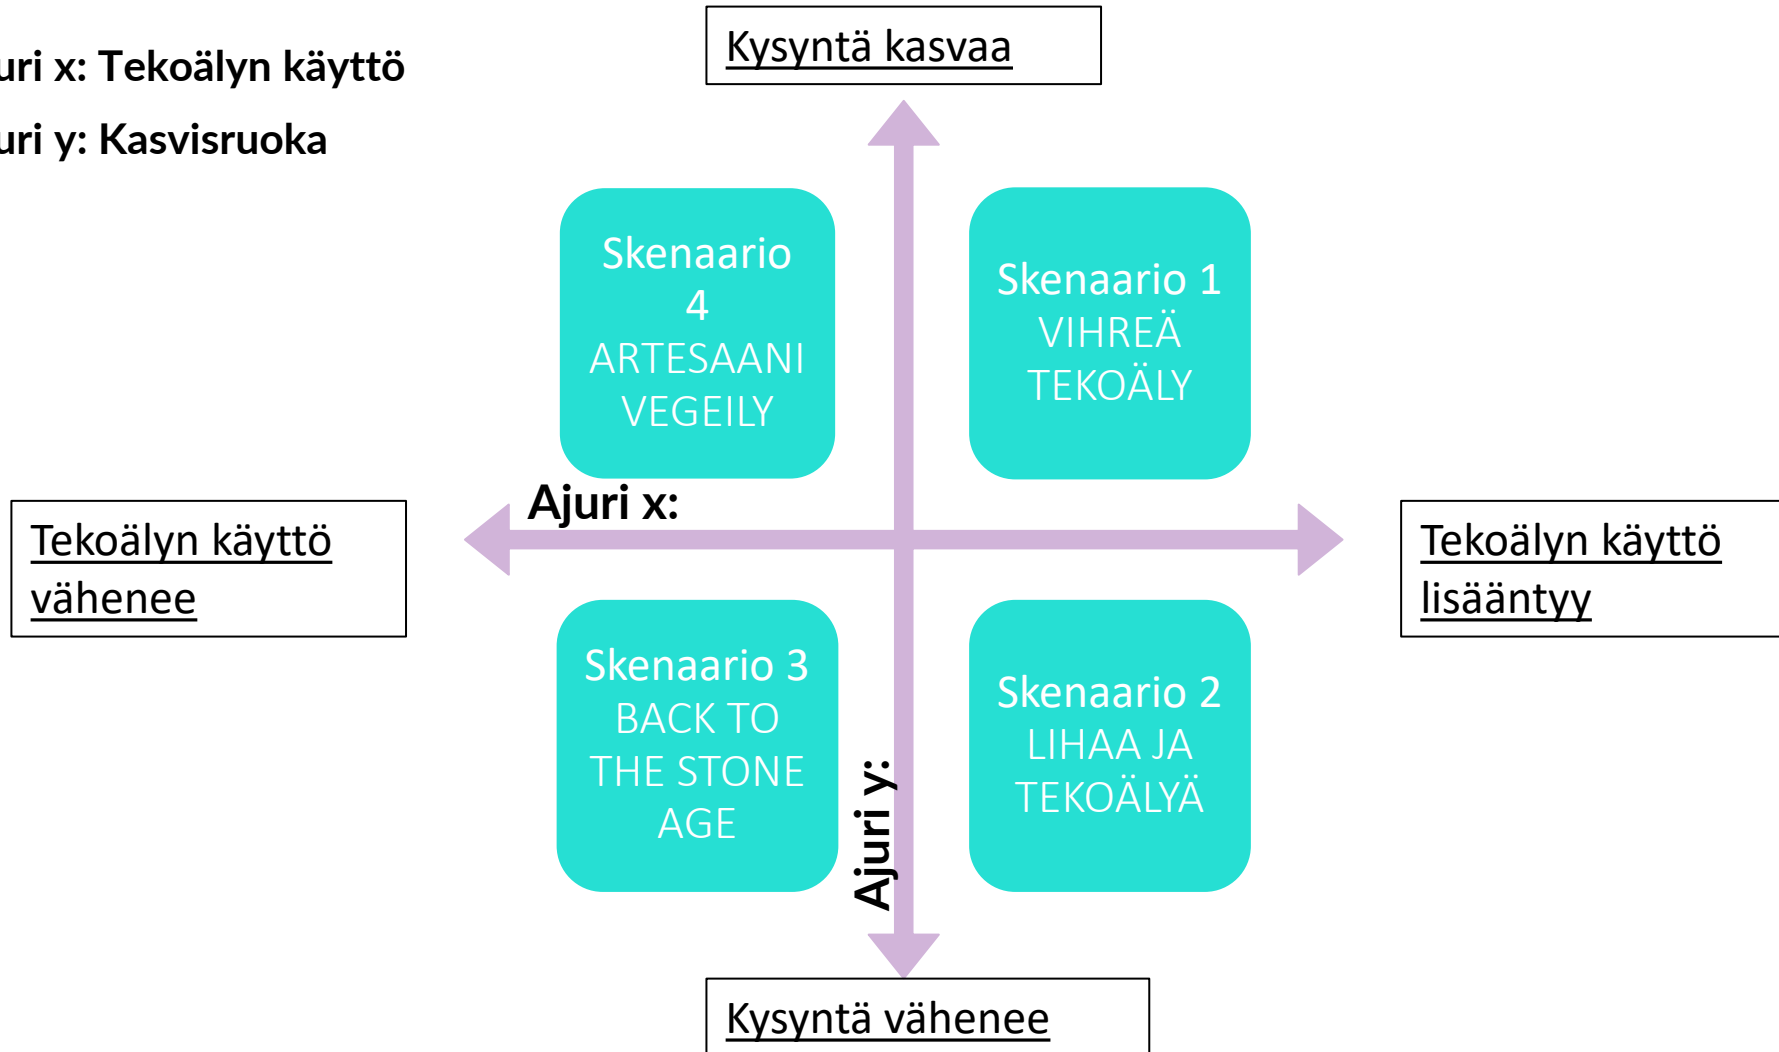 uri x: Tekoälyn käyttö
uri y: Kasvisruoka
Kysyntä kasvaa
Skenaario
4
ARTESAANI
VEGEILY
Skenaario 1
VIHREÄ
TEKOÄLY
Ajuri x:
Tekoälyn käyttö
vähenee
Tekoälyn käyttö
lisääntyy
Skenaario 3
BACK TO
THE STONE
AGE
Ajuri y:
Skenaario 2
LIHAA JA
TEKOÄLYÄ
Kysyntä vähenee